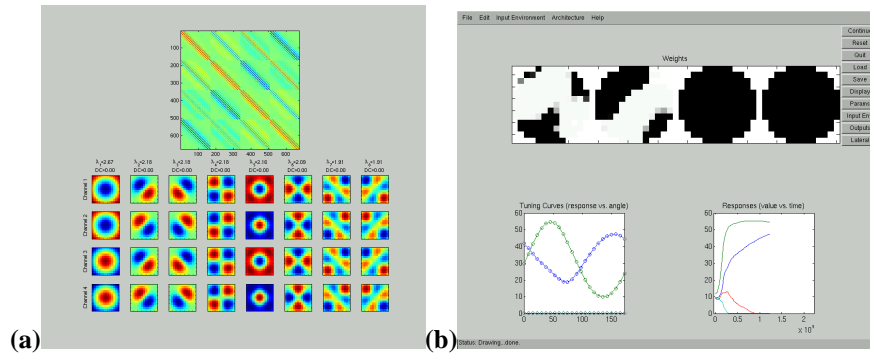 100
200
300
400
500
600
100 200 300 400 500 600
λ1=2.67 λ2=2.18 λ3=2.18 λ4=2.18 λ5=2.16 λ6=2.09 λ7=1.91 λ8=1.91
DC=0.00 DC=0.00 DC=0.00 DC=0.00 DC=0.00 DC=0.00 DC=0.00 DC=0.00
Channel 1
Channel 2
Channel 3
Channel 4
(a)
File Edit Input Environment Architecture Help
Continue
Reset
Quit
Load
Save
Display
Params
Input Env
Outputs
Lateral
Weights
Tuning Curves (response vs. angle)
60
50
40
30
20
10
0
0 50 100 150
Responses (value vs. time)
60
50
40
30
20
10
0
0 0.5 1 1.5 2
Status: Drawing...done.
(b)